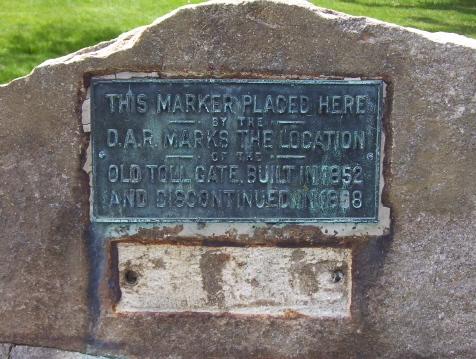 THIS MARKER PLACED HERE
BY THE
D.A.R. MARKS THE LOCATION
OF THE
OLD TOLL GATE, BUILT IN 1852
AND DISCONTINUED IN